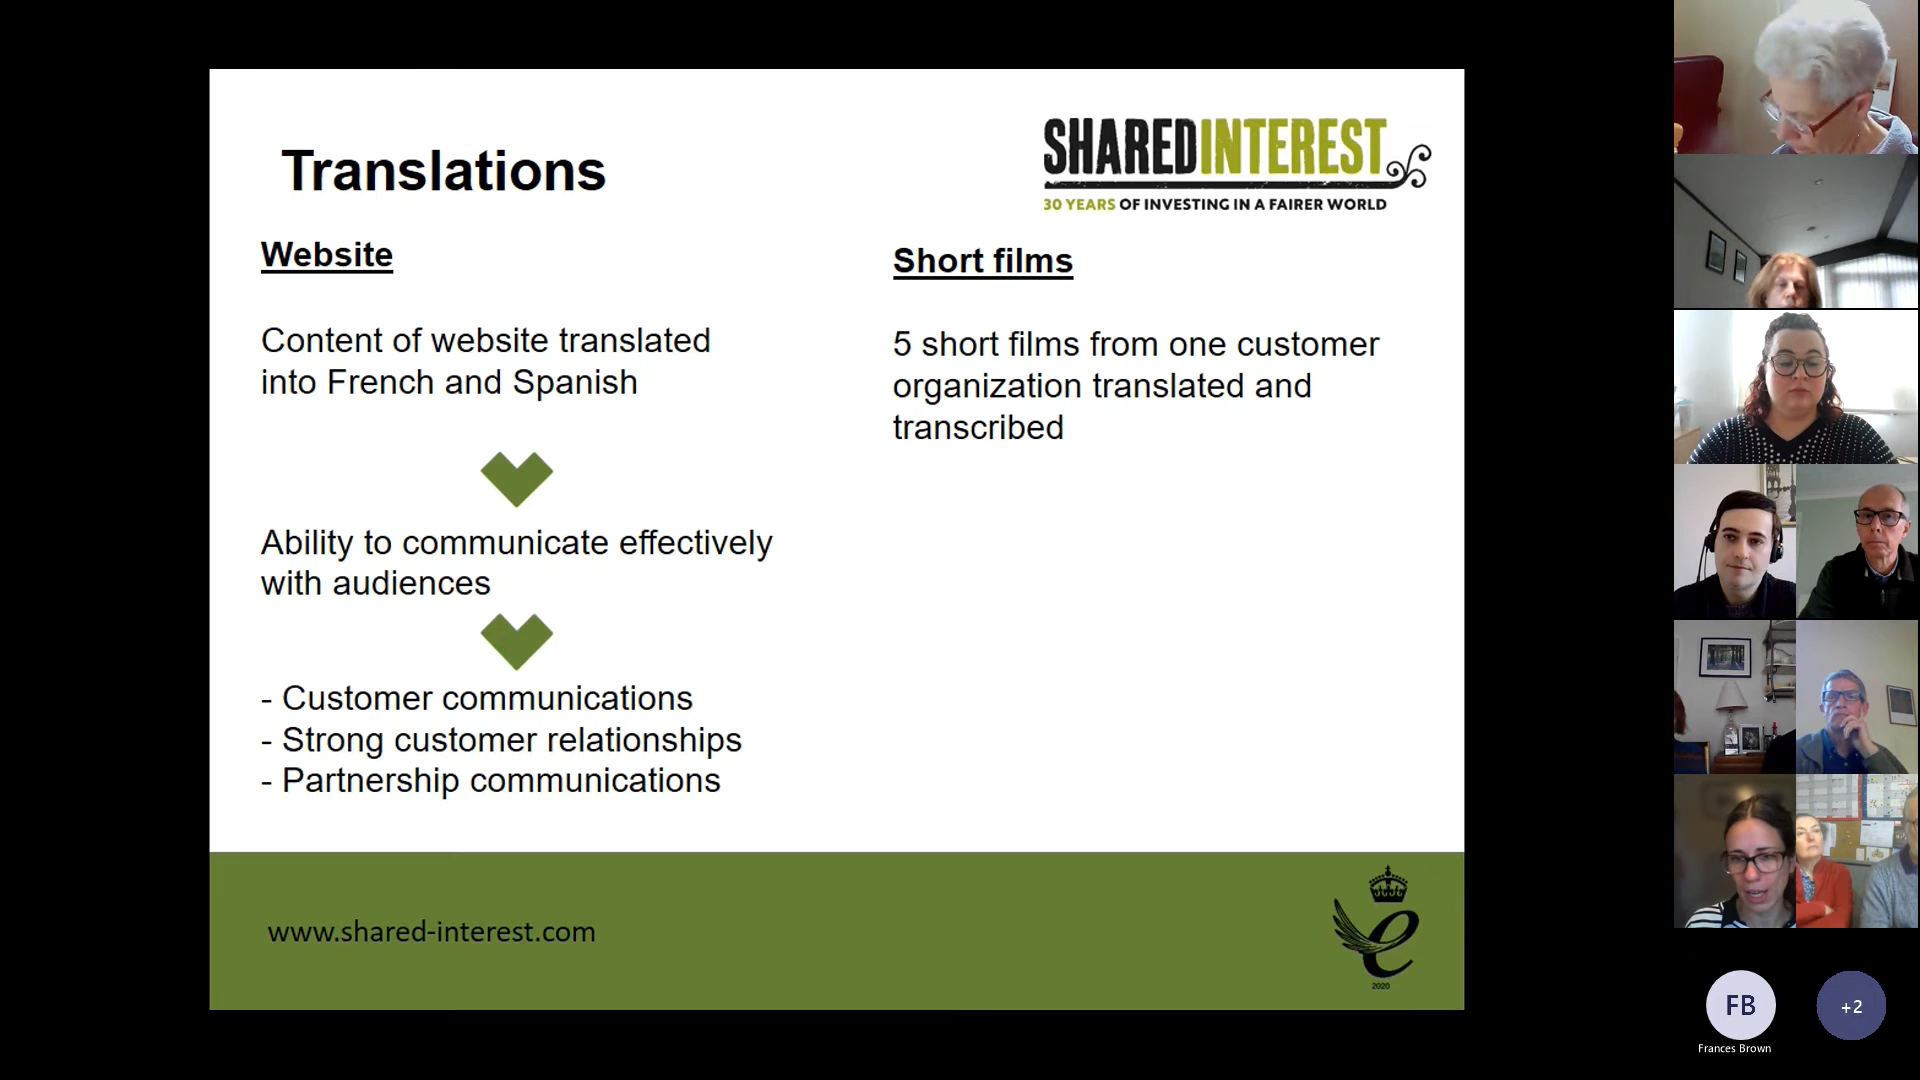 Translations
SHAREDINTEREST
30 YEARS OF INVESTING IN A FAIRER WORLD
Website
Content of website translated
into French and Spanish
Ability to communicate effectively
with audiences
- Customer communications
- Strong customer relationships
- Partnership communications
Short films
5 short films from one customer
organization translated and
transcribed
www.shared-interest.com
e
2020
FB
Frances Brown
+2